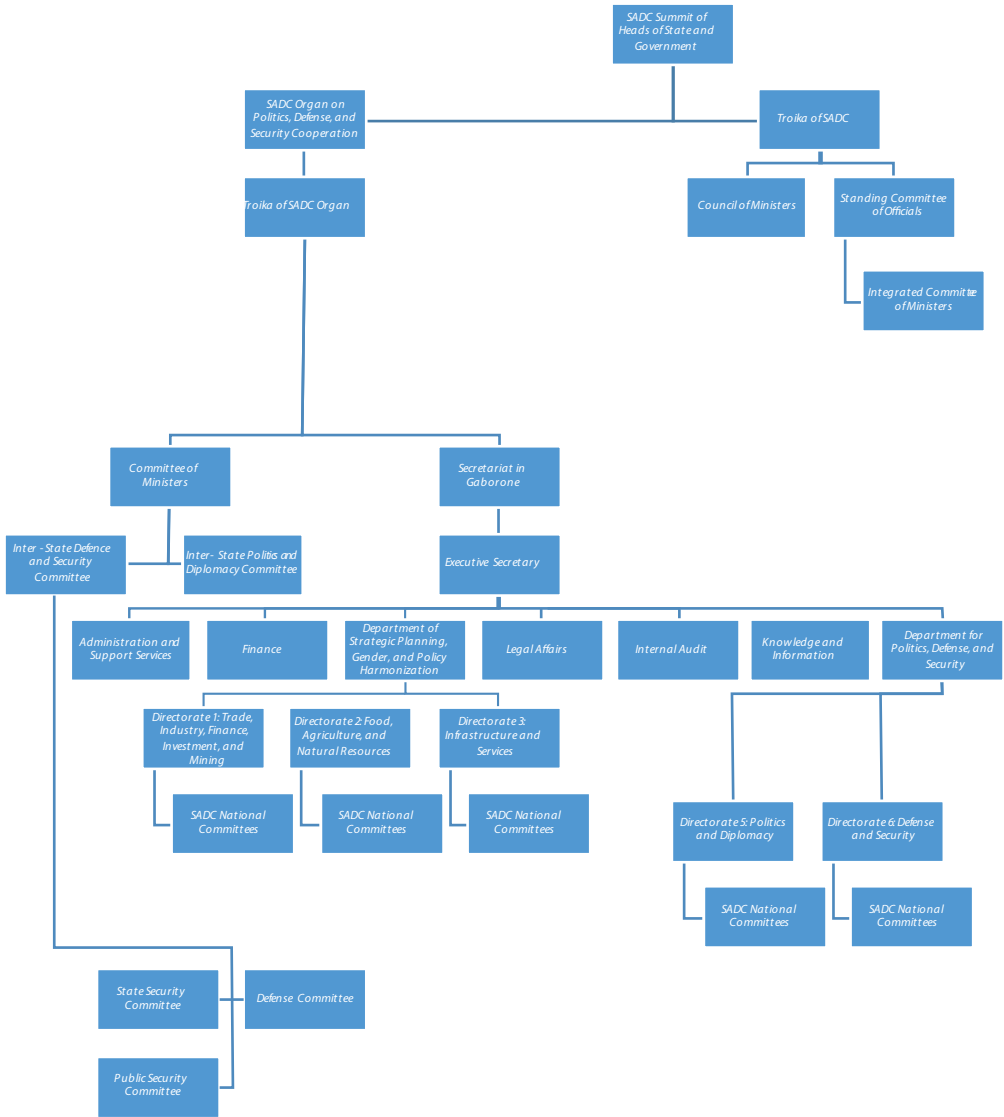 SADC Summit of
Heads of State and
Government
SADC Organ on
Politics, Defense, and
Security Cooperation
Troika of SADC
Troika of SADC Organ
Council of Ministers
Standing Committee
of Officials
Integrated Committe
of Ministers
Committee of
Ministers
Secretariat in
Gaborone
Inter - State Defence
and Security
Committee
Inter- State Politics and
Diplomacy Committee
Executive Secretary
Administration and
Support Services
Finance
Department of
Strategic Planning,
Gender, and Policy
Harmonization
Legal Affairs
Internal Audit
Knowledge and
Information
Department for
Politics, Defense, and
Security
Directorate 1: Trade,
Industry, Finance,
Investment, and
Mining
Directorate 2: Food,
Agriculture, and
Natural Resources
Directorate 3:
Infrastructure and
Services
SADC National
Committees
SADC National
Committees
SADC National
Committees
Directorate 5: Politics
and Diplomacy
Directorate 6: Defense
and Security
SADC National
Committees
SADC National
Committees
State Security
Committee
Defense Committee
Public Security
Committee